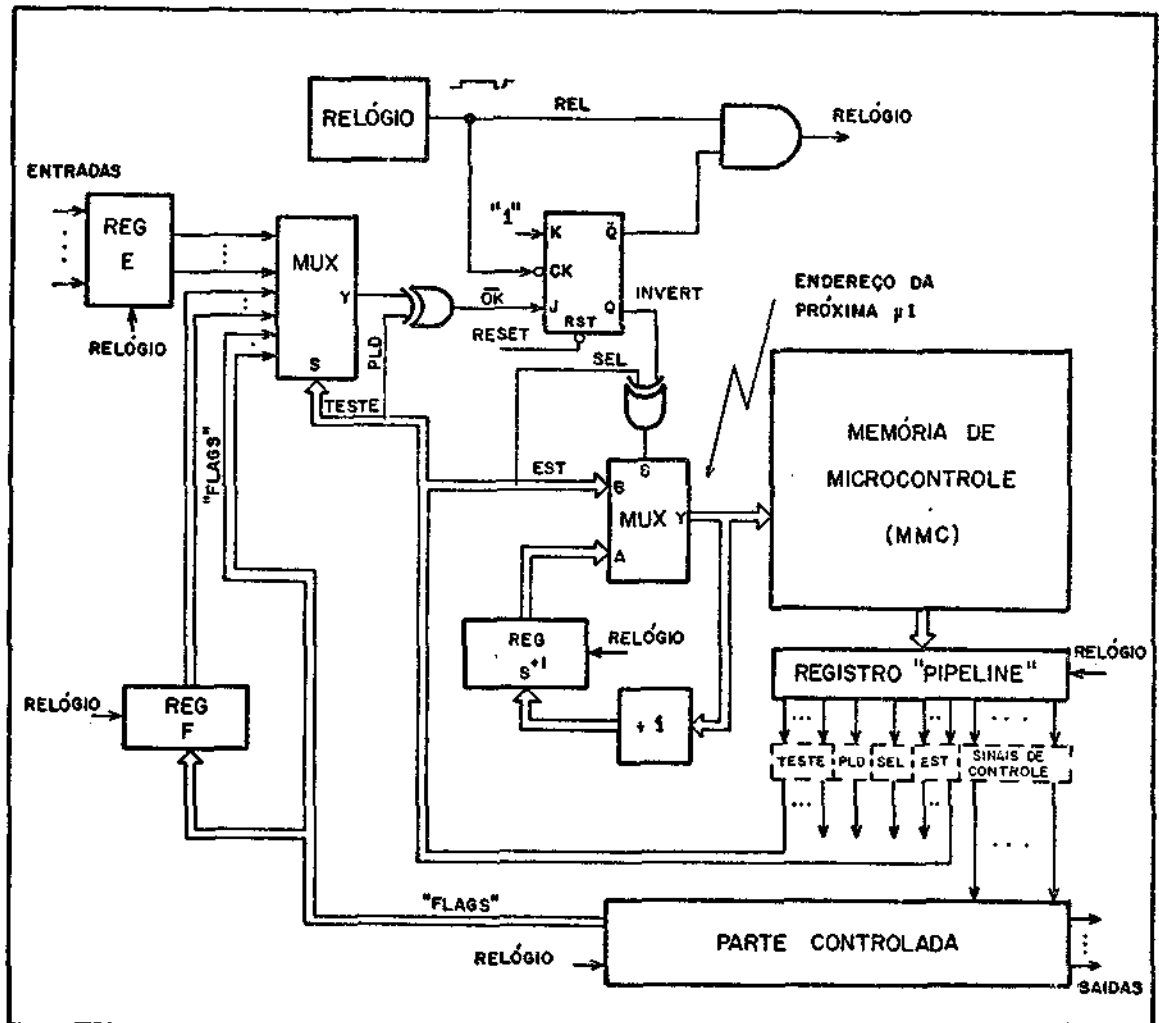 RELÓGIO
REL
RELÓGIO
ENTRADAS
REG
E
RELÓGIO
MUX
Y
S
TESTE
PLD
OK
"1"
K
Q
CK
J
Q
RST
RESET
INVERT
SEL
ENDEREÇO DA
PRÓXIMA μI
"FLAGS"
EST
S
B
MUX
Y
A
MEMÓRIA DE
MICROCONTROLE
(MMC)
REG
S+1
RELÓGIO
+ 1
REGISTRO "PIPELINE"
RELÓGIO
RELÓGIO
REG
F
TESTE
PLD
SEL
EST
SINAIS DE
CONTROLE
"FLAGS"
RELÓGIO
PARTE CONTROLADA
SAIDAS